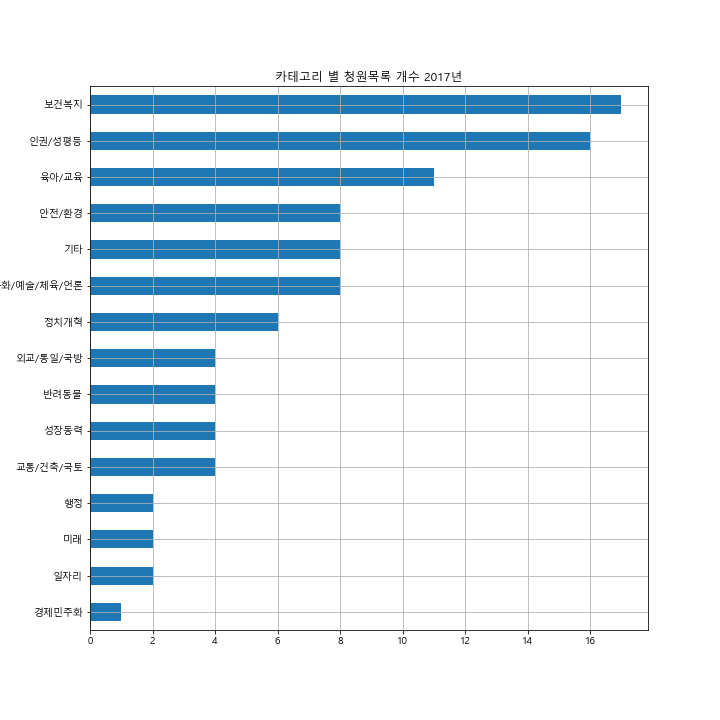 카테고리 별 청원목록 개수 2017년
보건복지
인권/성평등
육아/교육
안전/환경
기타
화/예술/체육/언론
정치개혁
외교/통일/국방
반려동물
성장동력
교통/건축/국토
행정
미래
일자리
경제민주화
0 2 4 6 8 10 12 14 16